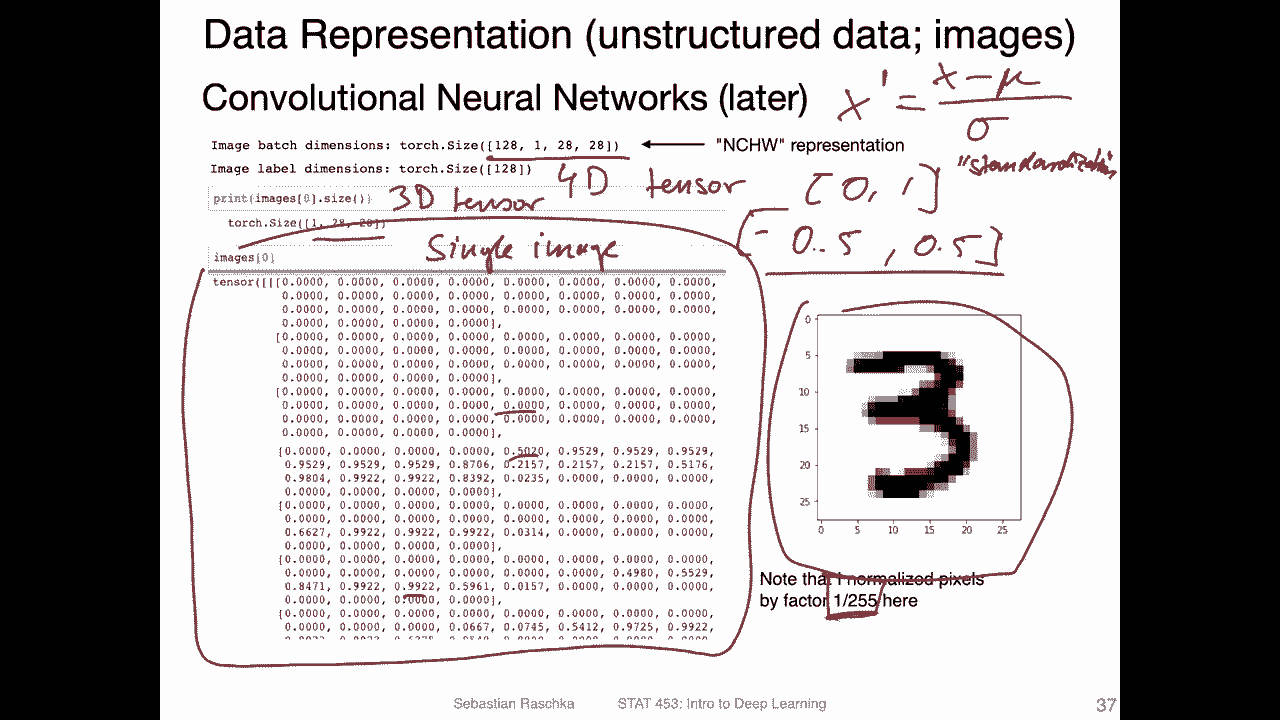 Data Representation (unstructured data; images)
Convolutional Neural Networks (later)
x' = x - μ / σ
"standardization"
Image batch dimensions: torch.Size([128, 1, 28, 28])
"NCHW" representation
Image label dimensions: torch.Size([128])
4D tensor
[0, 1]
print(images[0].size())
3D tensor
torch.Size([1, 28, 28])
[-0.5, 0.5]
images[0]
Single image
tensor([[[0.0000, 0.0000, 0.0000, 0.0000, 0.0000, 0.0000, 0.0000, 0.0000,
0.0000, 0.0000, 0.0000, 0.0000, 0.0000, 0.0000, 0.0000, 0.0000,
0.0000, 0.0000, 0.0000, 0.0000, 0.0000, 0.0000, 0.0000, 0.0000,
0.0000, 0.0000, 0.0000, 0.0000],
[0.0000, 0.0000, 0.0000, 0.0000, 0.0000, 0.0000, 0.0000, 0.0000,
0.0000, 0.0000, 0.0000, 0.0000, 0.0000, 0.0000, 0.0000, 0.0000,
0.0000, 0.0000, 0.0000, 0.0000, 0.0000, 0.0000, 0.0000, 0.0000,
0.0000, 0.0000, 0.0000, 0.0000],
[0.0000, 0.0000, 0.0000, 0.0000, 0.0000, 0.0000, 0.0000, 0.0000,
0.0000, 0.0000, 0.0000, 0.0000, 0.0000, 0.0000, 0.0000, 0.0000,
0.0000, 0.0000, 0.0000, 0.0000, 0.0000, 0.0000, 0.0000, 0.0000,
0.0000, 0.0000, 0.0000, 0.0000],
[0.0000, 0.0000, 0.0000, 0.0000, 0.5020, 0.9529, 0.9529, 0.9529,
0.9529, 0.9529, 0.9529, 0.8706, 0.2157, 0.2157, 0.2157, 0.5176,
0.9804, 0.9922, 0.9922, 0.8392, 0.0235, 0.0000, 0.0000, 0.0000,
0.0000, 0.0000, 0.0000, 0.0000],
[0.0000, 0.0000, 0.0000, 0.0000, 0.0000, 0.0000, 0.0000, 0.0000,
0.0000, 0.0000, 0.0000, 0.0000, 0.0000, 0.0000, 0.0000, 0.0000,
0.6627, 0.9922, 0.9922, 0.9922, 0.0314, 0.0000, 0.0000, 0.0000,
0.0000, 0.0000, 0.0000, 0.0000],
[0.0000, 0.0000, 0.0000, 0.0000, 0.0000, 0.0000, 0.0000, 0.0000,
0.0000, 0.0000, 0.0000, 0.0000, 0.0000, 0.0000, 0.4980, 0.5529,
0.8471, 0.9922, 0.9922, 0.5961, 0.0157, 0.0000, 0.0000, 0.0000,
0.0000, 0.0000, 0.0000, 0.0000],
[0.0000, 0.0000, 0.0000, 0.0000, 0.0000, 0.0000, 0.0000, 0.0000,
0.0000, 0.0000, 0.0000, 0.0667, 0.0745, 0.5412, 0.9725, 0.9922,
0
5
10
15
20
25
3
0 5 10 15 20 25
Note that I normalized pixels
by factor 1/255 here
Sebastian Raschka STAT 453: Intro to Deep Learning 37